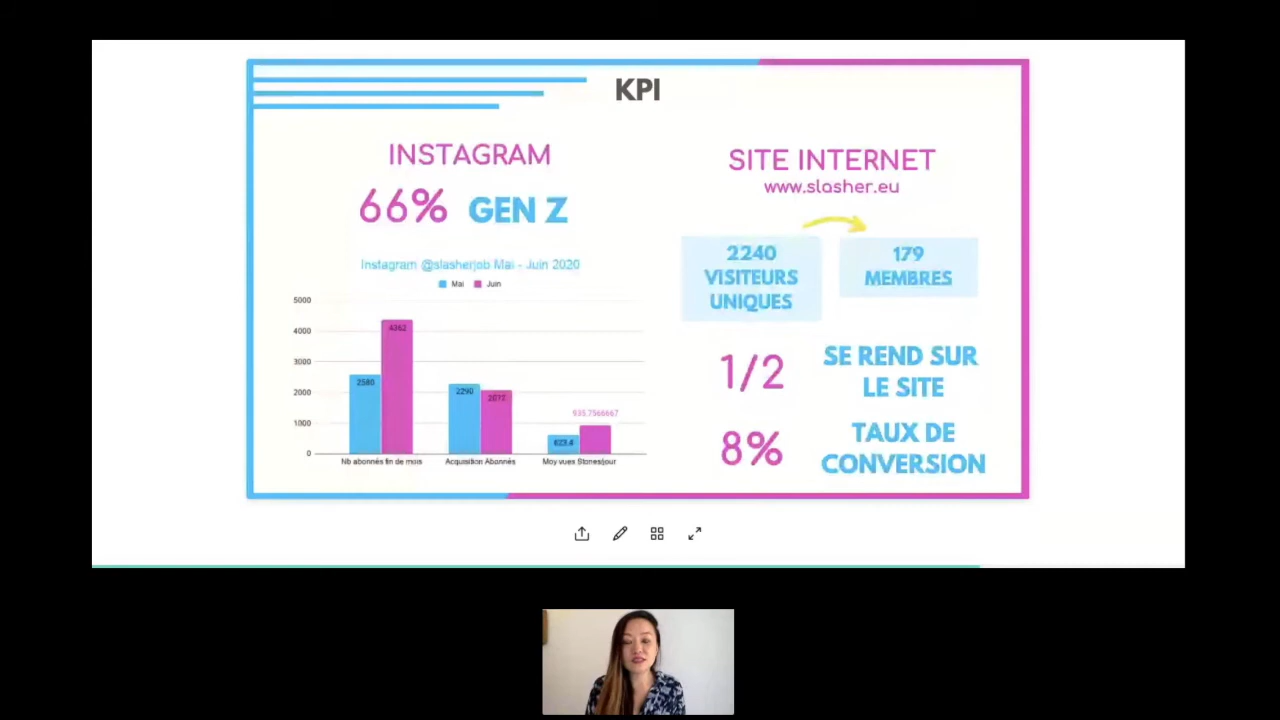 KPI
INSTAGRAM
66% GEN Z
Instagram @slasherjob Mai - Juin 2020
Mai Juin
5000
4000
3000
2000
1000
0
2580
4362
2290
623.4
935.7566667
Nb abonnés fin de mois
Acquisition Abonnés
Moy vues Stories/jour
SITE INTERNET
www.slasher.eu
2240
VISITEURS
UNIQUES
179
MEMBRES
1/2
SE REND SUR
LE SITE
8%
TAUX DE
CONVERSION